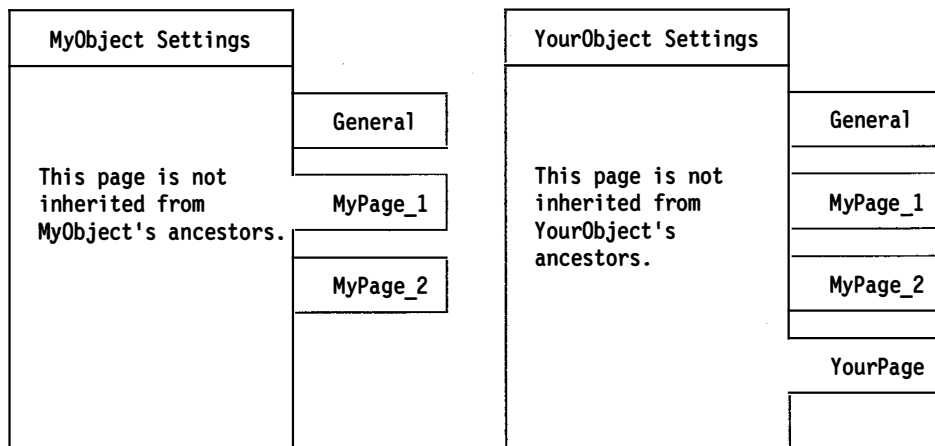 MyObject Settings
General
This page is not
inherited from
MyObject's ancestors.
MyPage_1
MyPage_2
YourObject Settings
General
This page is not
inherited from
YourObject's
ancestors.
MyPage_1
MyPage_2
YourPage